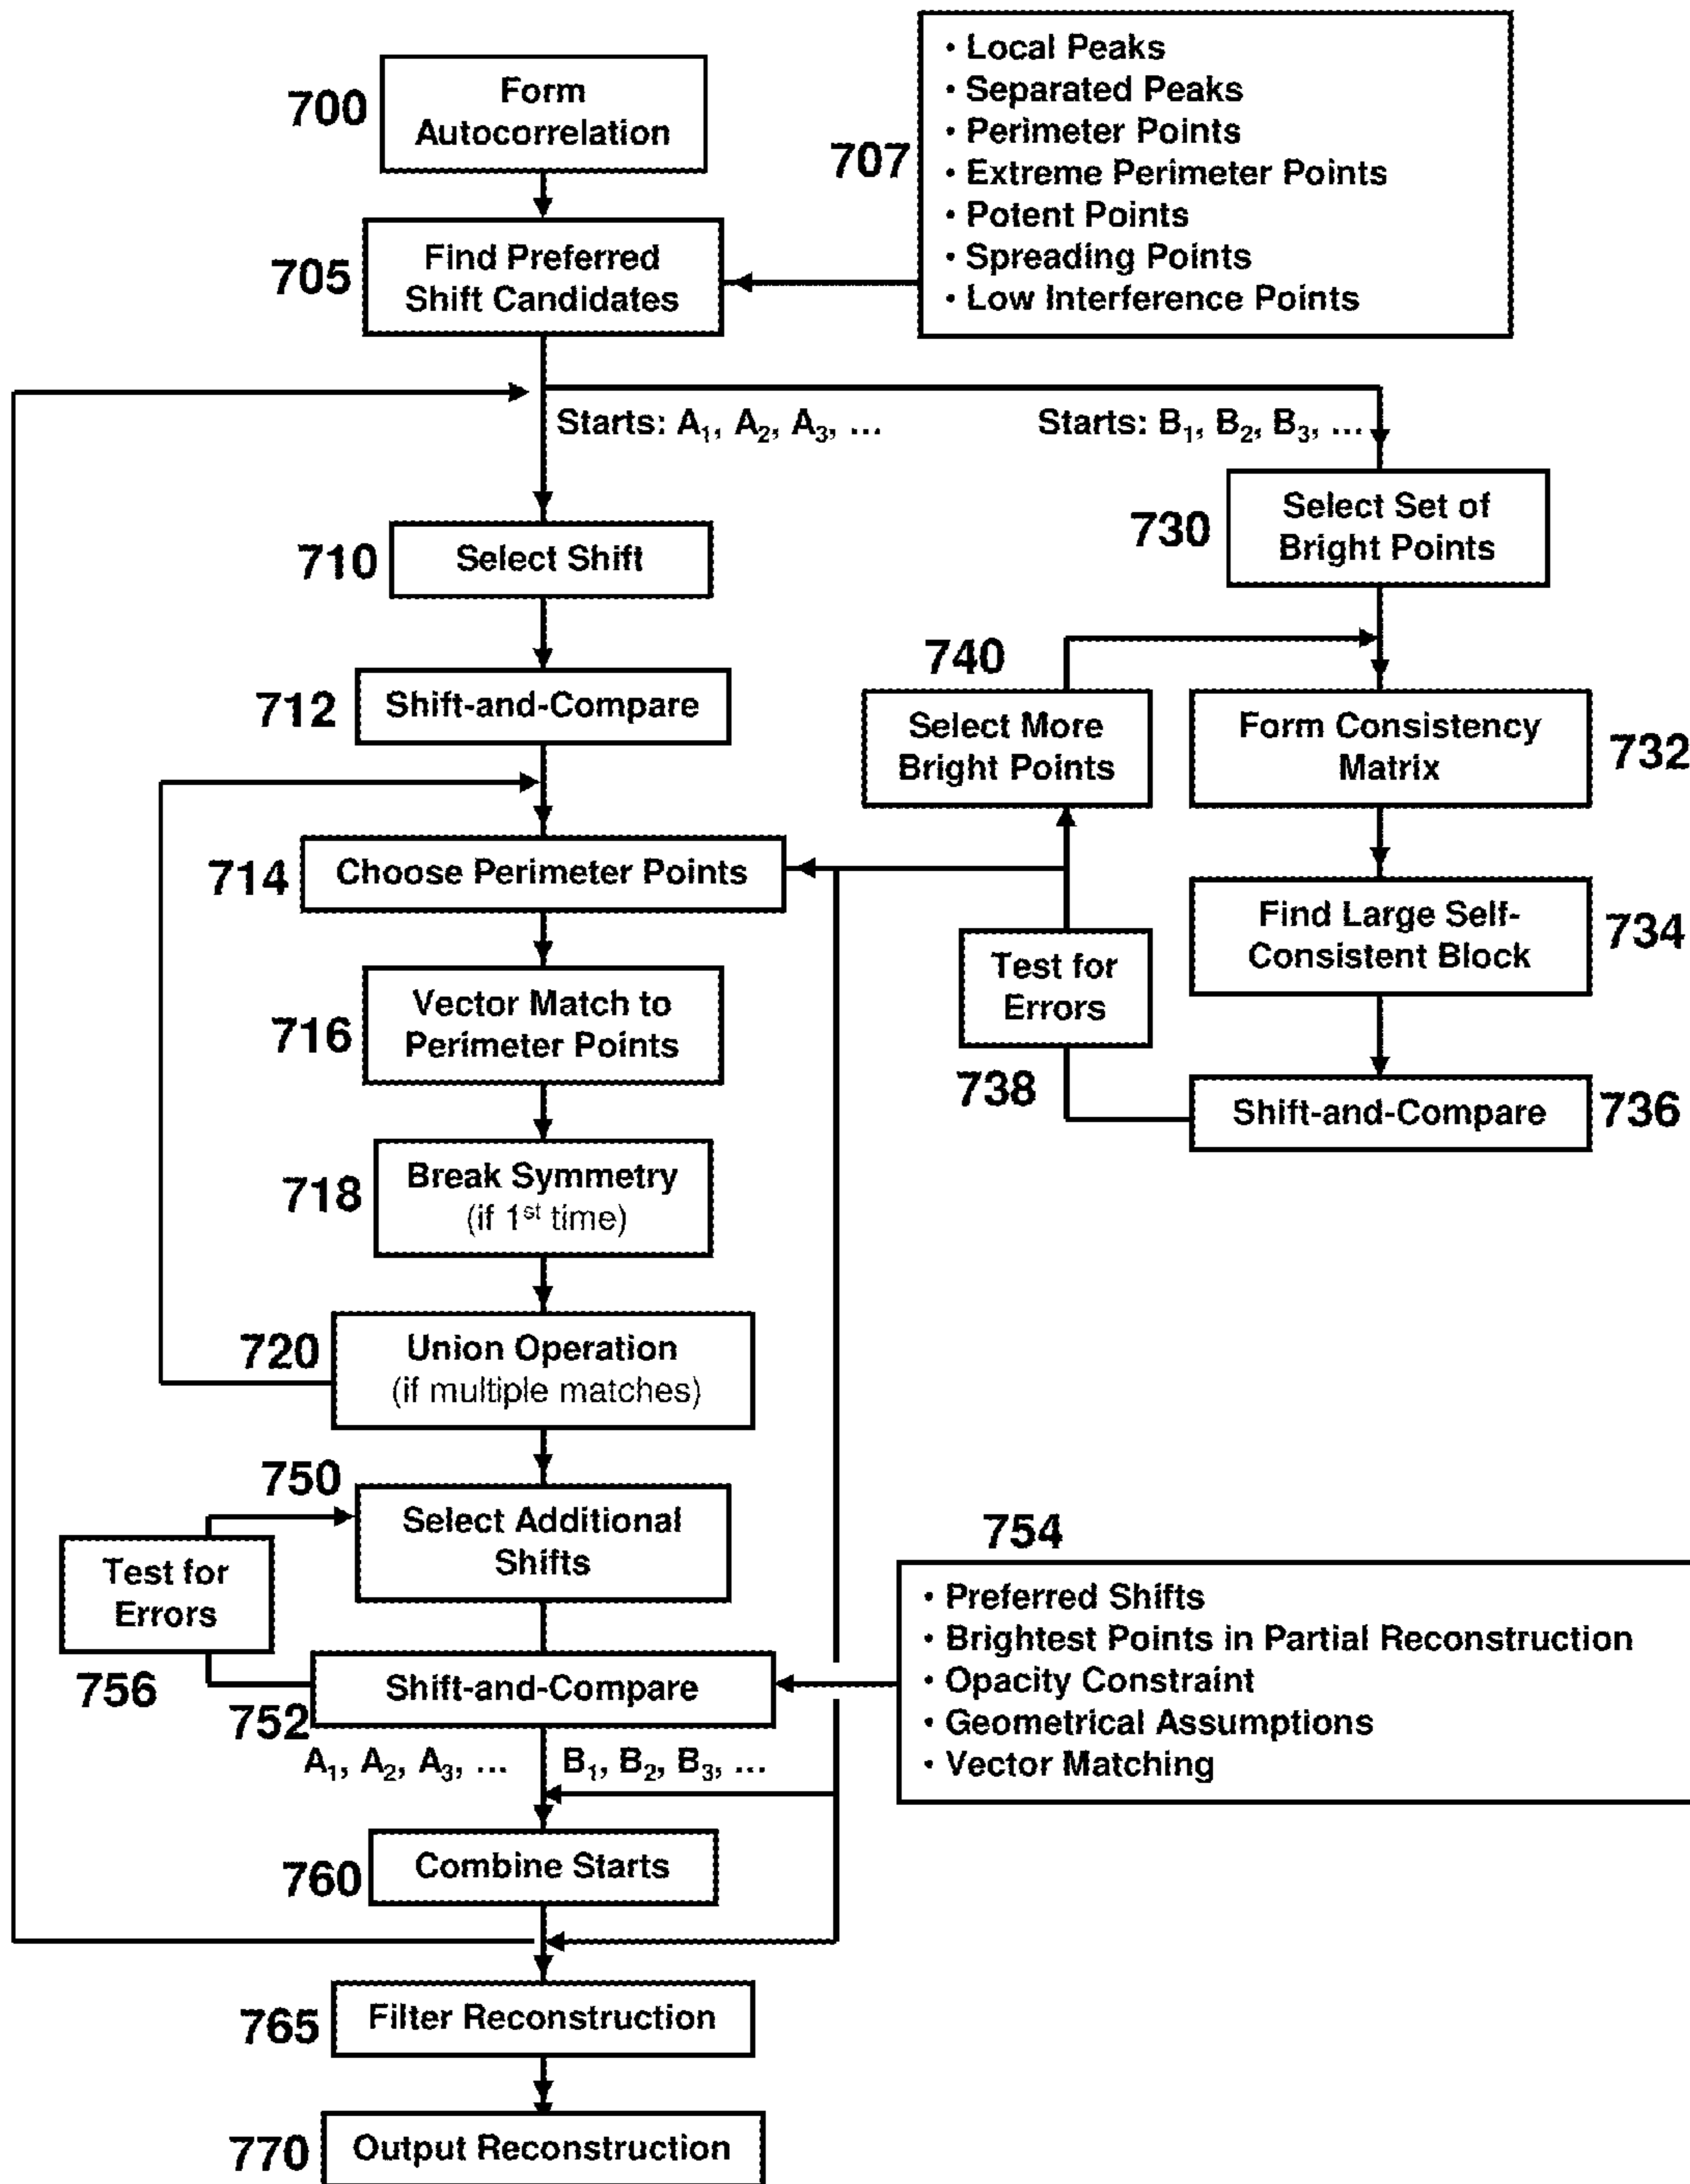 700
Form
Autocorrelation
707
• Local Peaks
• Separated Peaks
• Perimeter Points
• Extreme Perimeter Points
• Potent Points
• Spreading Points
• Low Interference Points
705
Find Preferred
Shift Candidates
Starts: A₁, A₂, A₃, ...
Starts: B₁, B₂, B₃, ...
730
Select Set of
Bright Points
710
Select Shift
740
Select More
Bright Points
712
Shift-and-Compare
Form Consistency
Matrix
732
714
Choose Perimeter Points
Find Large Self-
Consistent Block
734
Test for
Errors
738
716
Vector Match to
Perimeter Points
Shift-and-Compare
736
718
Break Symmetry
(if 1ˢᵗ time)
720
Union Operation
(if multiple matches)
750
Select Additional
Shifts
Test for
Errors
756
754
• Preferred Shifts
• Brightest Points in Partial Reconstruction
• Opacity Constraint
• Geometrical Assumptions
• Vector Matching
752
Shift-and-Compare
A₁, A₂, A₃, ...
B₁, B₂, B₃, ...
760
Combine Starts
765
Filter Reconstruction
770
Output Reconstruction